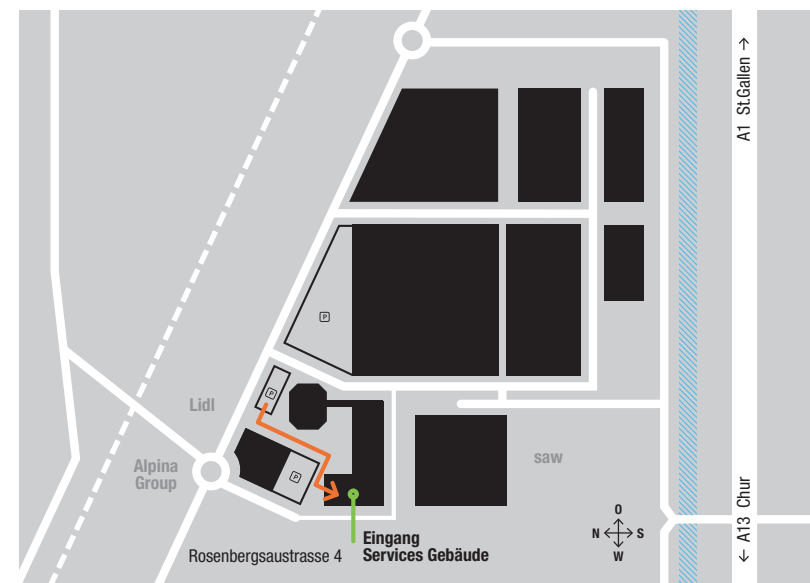 A1 St.Gallen →
P
P
Lidl
Alpina
Group
P
saw
← A13 Chur
O
N S
W
Eingang
Rosenbergsaustrasse 4 Services Gebäude